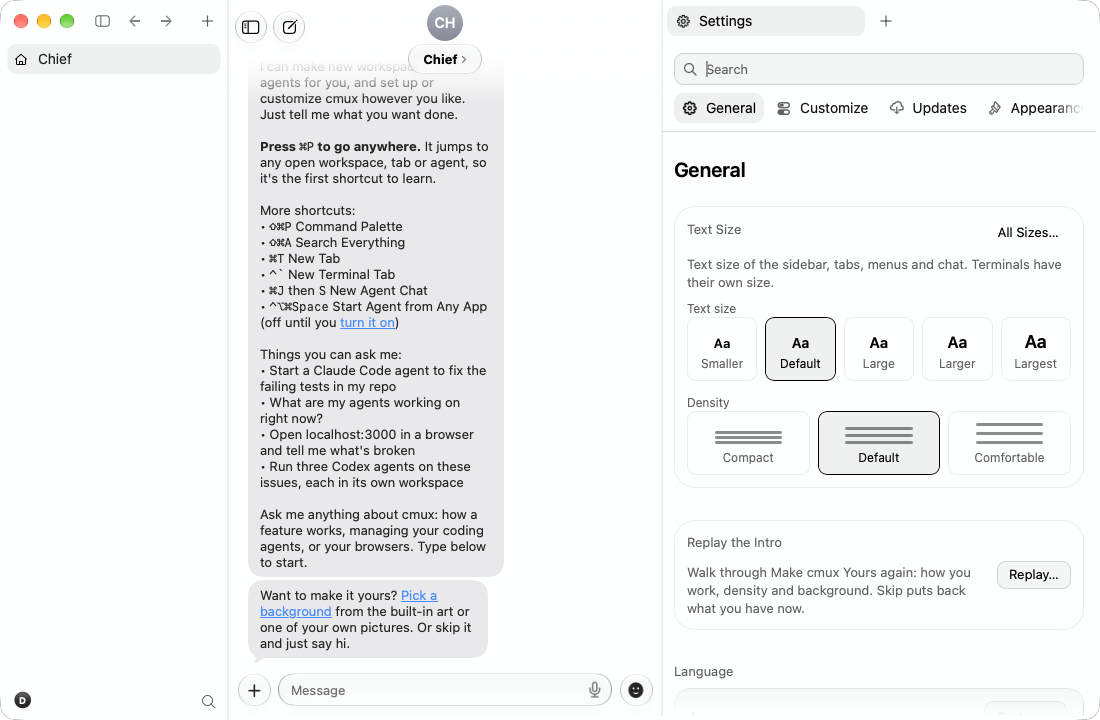 Chief
D
CH
Chief
I can make new workspac
agents for you, and set up or
customize cmux however you like.
Just tell me what you want done.
Press ⌘P to go anywhere. It jumps to
any open workspace, tab or agent, so
it's the first shortcut to learn.
More shortcuts:
• ⇧⌘P Command Palette
• ⇧⌘A Search Everything
• ⌘T New Tab
• ^` New Terminal Tab
• ⌘J then S New Agent Chat
• ^⌥⌘Space Start Agent from Any App
(off until you turn it on)
Things you can ask me:
• Start a Claude Code agent to fix the
failing tests in my repo
• What are my agents working on
right now?
• Open localhost:3000 in a browser
and tell me what's broken
• Run three Codex agents on these
issues, each in its own workspace
Ask me anything about cmux: how a
feature works, managing your coding
agents, or your browsers. Type below
to start.
Want to make it yours? Pick a
background from the built-in art or
one of your own pictures. Or skip it
and just say hi.
Message
Settings
Search
General Customize Updates Appearanc
General
Text Size
All Sizes...
Text size of the sidebar, tabs, menus and chat. Terminals have
their own size.
Text size
Aa Aa Aa Aa Aa
Smaller Default Large Larger Largest
Density
Compact Default Comfortable
Replay the Intro
Walk through Make cmux Yours again: how you
work, density and background. Skip puts back
what you have now.
Replay...
Language